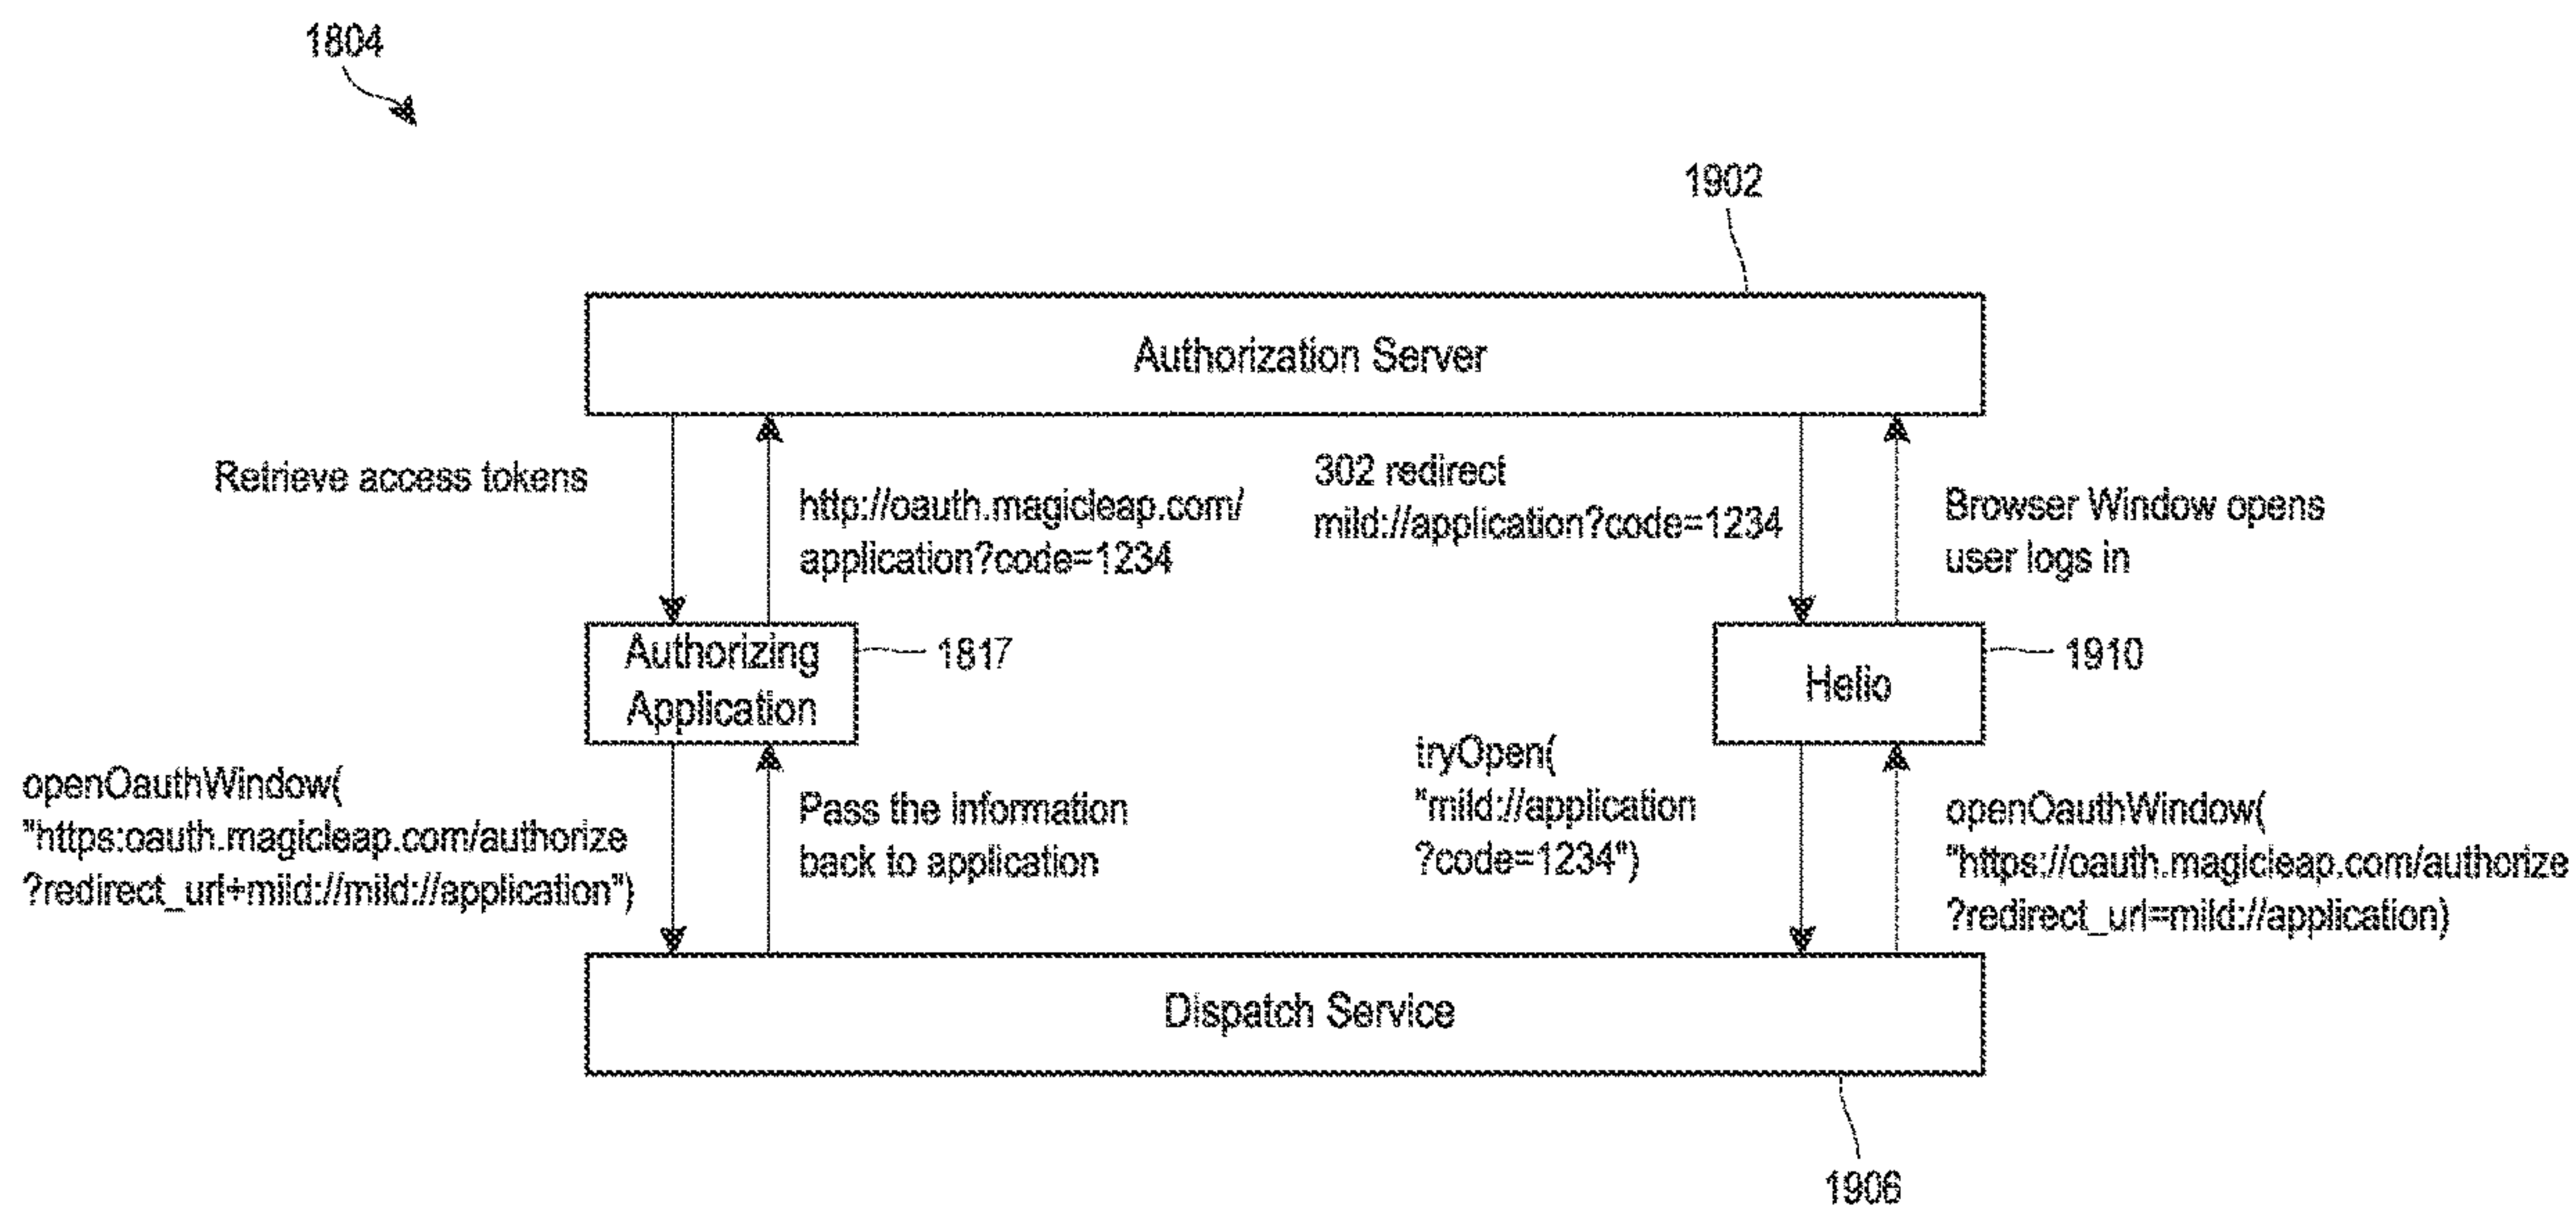 1804
1902
Authorization Server
Retrieve access tokens
http://oauth.magicleap.com/
application?code=1234
302 redirect
mild://application?code=1234
Browser Window opens
user logs in
Authorizing
Application
1817
Helio
1910
openOauthWindow(
"https:oauth.magicleap.com/authorize
?redirect_url+mild://mild://application")
Pass the information
back to application
tryOpen(
"mild://application
?code=1234")
openOauthWindow(
"https://oauth.magicleap.com/authorize
?redirect_url=mild://application)
Dispatch Service
1906